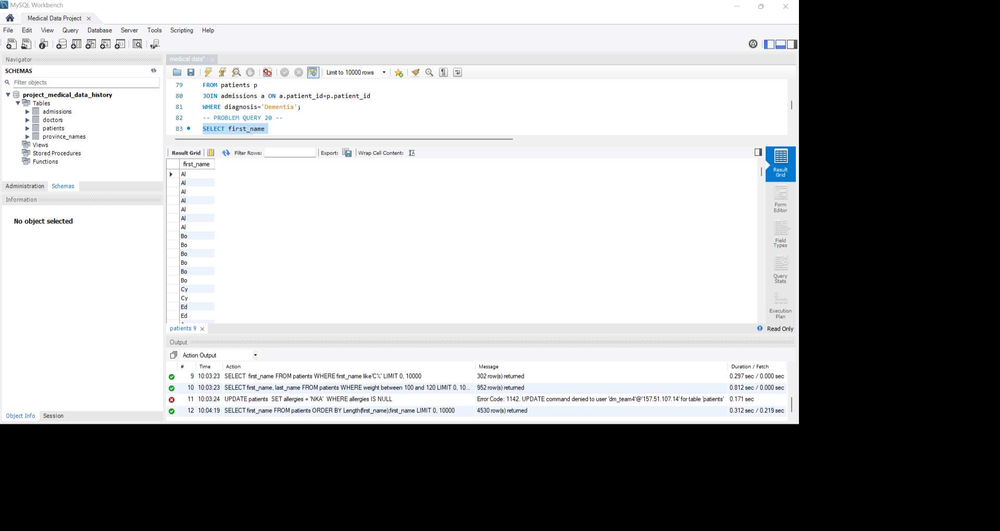 MySQL Workbench
Medical Data Project
File Edit View Query Database Server Tools Scripting Help
Navigator
SCHEMAS
Filter objects
project_medical_data_history
Tables
admissions
doctors
patients
province_names
Views
Stored Procedures
Functions
Administration Schemas
Information
No object selected
Object Info Session
medical data*
Limit to 10000 rows
79 FROM patients p
80 JOIN admissions a ON a.patient_id=p.patient_id
81 WHERE diagnosis='Dementia';
82 -- PROBLEM QUERY 20 --
83 SELECT first_name
Result Grid Filter Rows: Export: Wrap Cell Content:
first_name
Al
Al
Al
Al
Al
Al
Al
Bo
Bo
Bo
Bo
Bo
Bo
Cy
Cy
Ed
Ed
Result
Grid
Form
Editor
Field
Types
Query
Stats
Execution
Plan
patients 9
Read Only
Output
Action Output
# Time Action Message Duration / Fetch
9 10:03:23 SELECT first_name FROM patients WHERE first_name like'C%' LIMIT 0, 10000 302 row(s) returned 0.297 sec / 0.000 sec
10 10:03:23 SELECT first_name, last_name FROM patients WHERE weight between 100 and 120 LIMIT 0, 10... 952 row(s) returned 0.812 sec / 0.000 sec
11 10:03:24 UPDATE patients SET allergies = 'NKA' WHERE allergies IS NULL Error Code: 1142. UPDATE command denied to user 'dm_team4'@'157.51.107.14' for table 'patients' 0.171 sec
12 10:04:19 SELECT first_name FROM patients ORDER BY Length(first_name),first_name LIMIT 0, 10000 4530 row(s) returned 0.312 sec / 0.219 sec